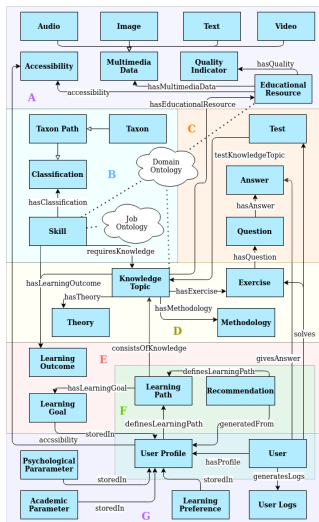 Audio
Image
Text
Video
hasQuality
Accessibility
Multimedia
Data
Quality
Indicator
hasMultimediaData
Educational
Resource
A
accessibility
hasEducationalResource
C
Taxon Path
Taxon
Test
Domain
Ontology
testKnowledgeTopic
B
Classification
Answer
hasClassification
hasAnswer
Job
Ontology
Skill
Question
requiresKnowledge
hasQuestion
hasLearningOutcome
Knowledge
Topic
Exercise
hasExercise
hasTheory
hasMethodology
Theory
Methodology
D
solves
consistsOfKnowledge
E
givesAnswer
Learning
Outcome
definesLearningPath
hasLearningGoal
Learning
Path
Recommendation
Learning
Goal
F
definesLearningPath
generatedFrom
storedIn
accssibility
User Profile
User
hasProfile
Psychological
Pararameter
generatesLogs
storedIn
storedIn
storedIn
Academic
Parameter
Learning
Preference
User Logs
G